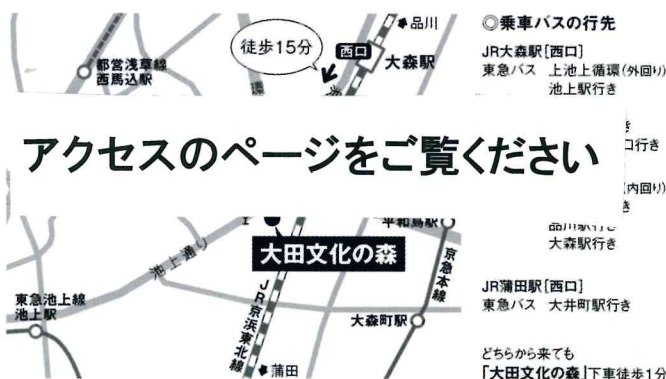 品川
徒歩15分
西口
大森駅
都営浅草線
西馬込駅
環
アクセスのページをご覧ください
平和島駅
大田文化の森
池上通り
京急本線
JR京浜東北線
東急池上線
池上駅
大森町駅
蒲田
◎乗車バスの行先
JR大森駅[西口]
東急バス 上池上循環(外回り)
池上駅行き
き
口行き
(内回り)
き
品川駅行き
大森駅行き
JR蒲田駅[西口]
東急バス 大井町駅行き
どちらから来ても
「大田文化の森」下車徒歩1分